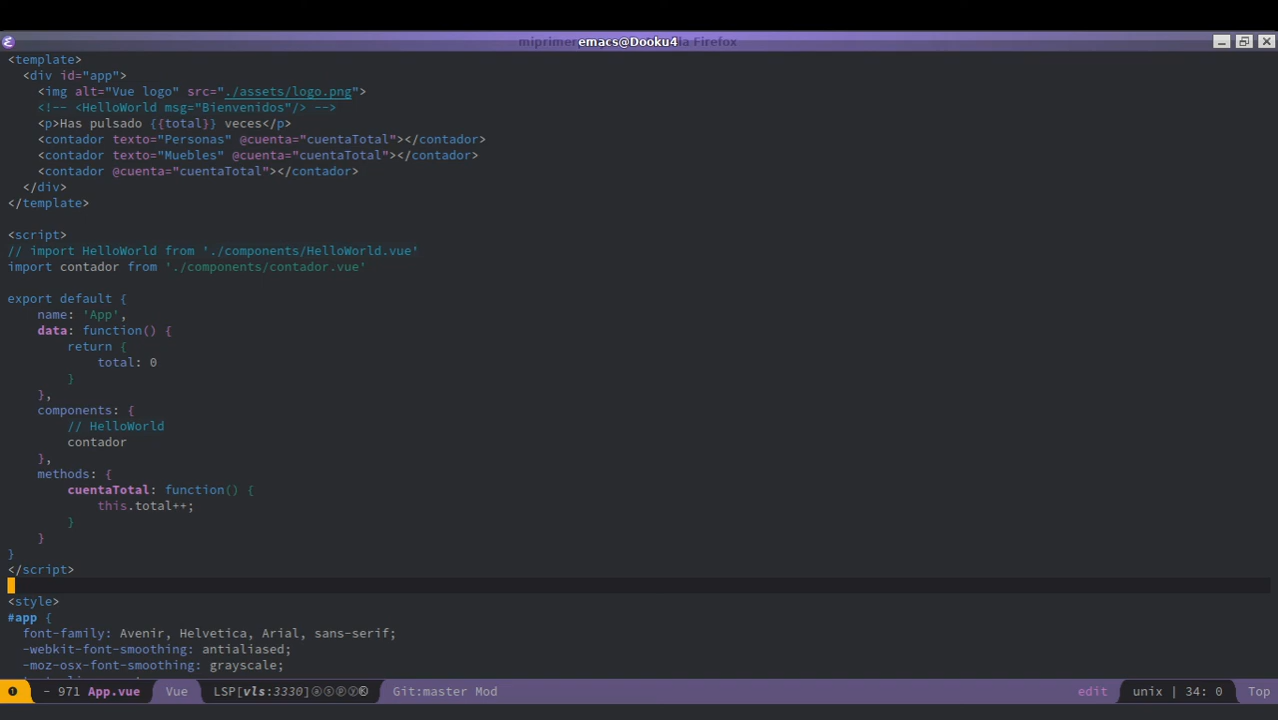 miprimer emacs@Dooku4 a Firefox
<template>
  <div id="app">
    <img alt="Vue logo" src="./assets/logo.png">
    <!-- <HelloWorld msg="Bienvenidos"/> -->
    <p>Has pulsado {{total}} veces</p>
    <contador texto="Personas" @cuenta="cuentaTotal"></contador>
    <contador texto="Muebles" @cuenta="cuentaTotal"></contador>
    <contador @cuenta="cuentaTotal"></contador>
  </div>
</template>

<script>
// import HelloWorld from './components/HelloWorld.vue'
import contador from './components/contador.vue'

export default {
    name: 'App',
    data: function() {
        return {
            total: 0
        }
    },
    components: {
        // HelloWorld
        contador
    },
    methods: {
        cuentaTotal: function() {
            this.total++;
        }
    }
}
</script>

<style>
#app {
  font-family: Avenir, Helvetica, Arial, sans-serif;
  -webkit-font-smoothing: antialiased;
  -moz-osx-font-smoothing: grayscale;
❶ - 971 App.vue Vue LSP[vls:3330]ⓐⓢⓟⓨ Git:master Mod edit unix | 34: 0 Top